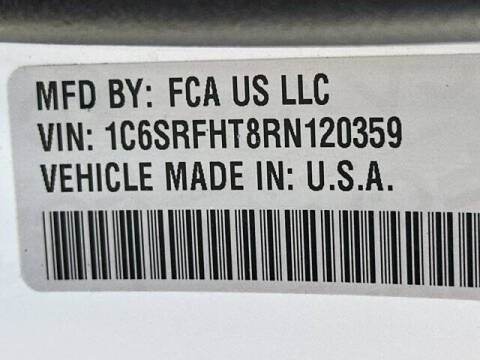 MFD BY: FCA US LLC
VIN: 1C6SRFHT8RN120359
VEHICLE MADE IN: U.S.A.